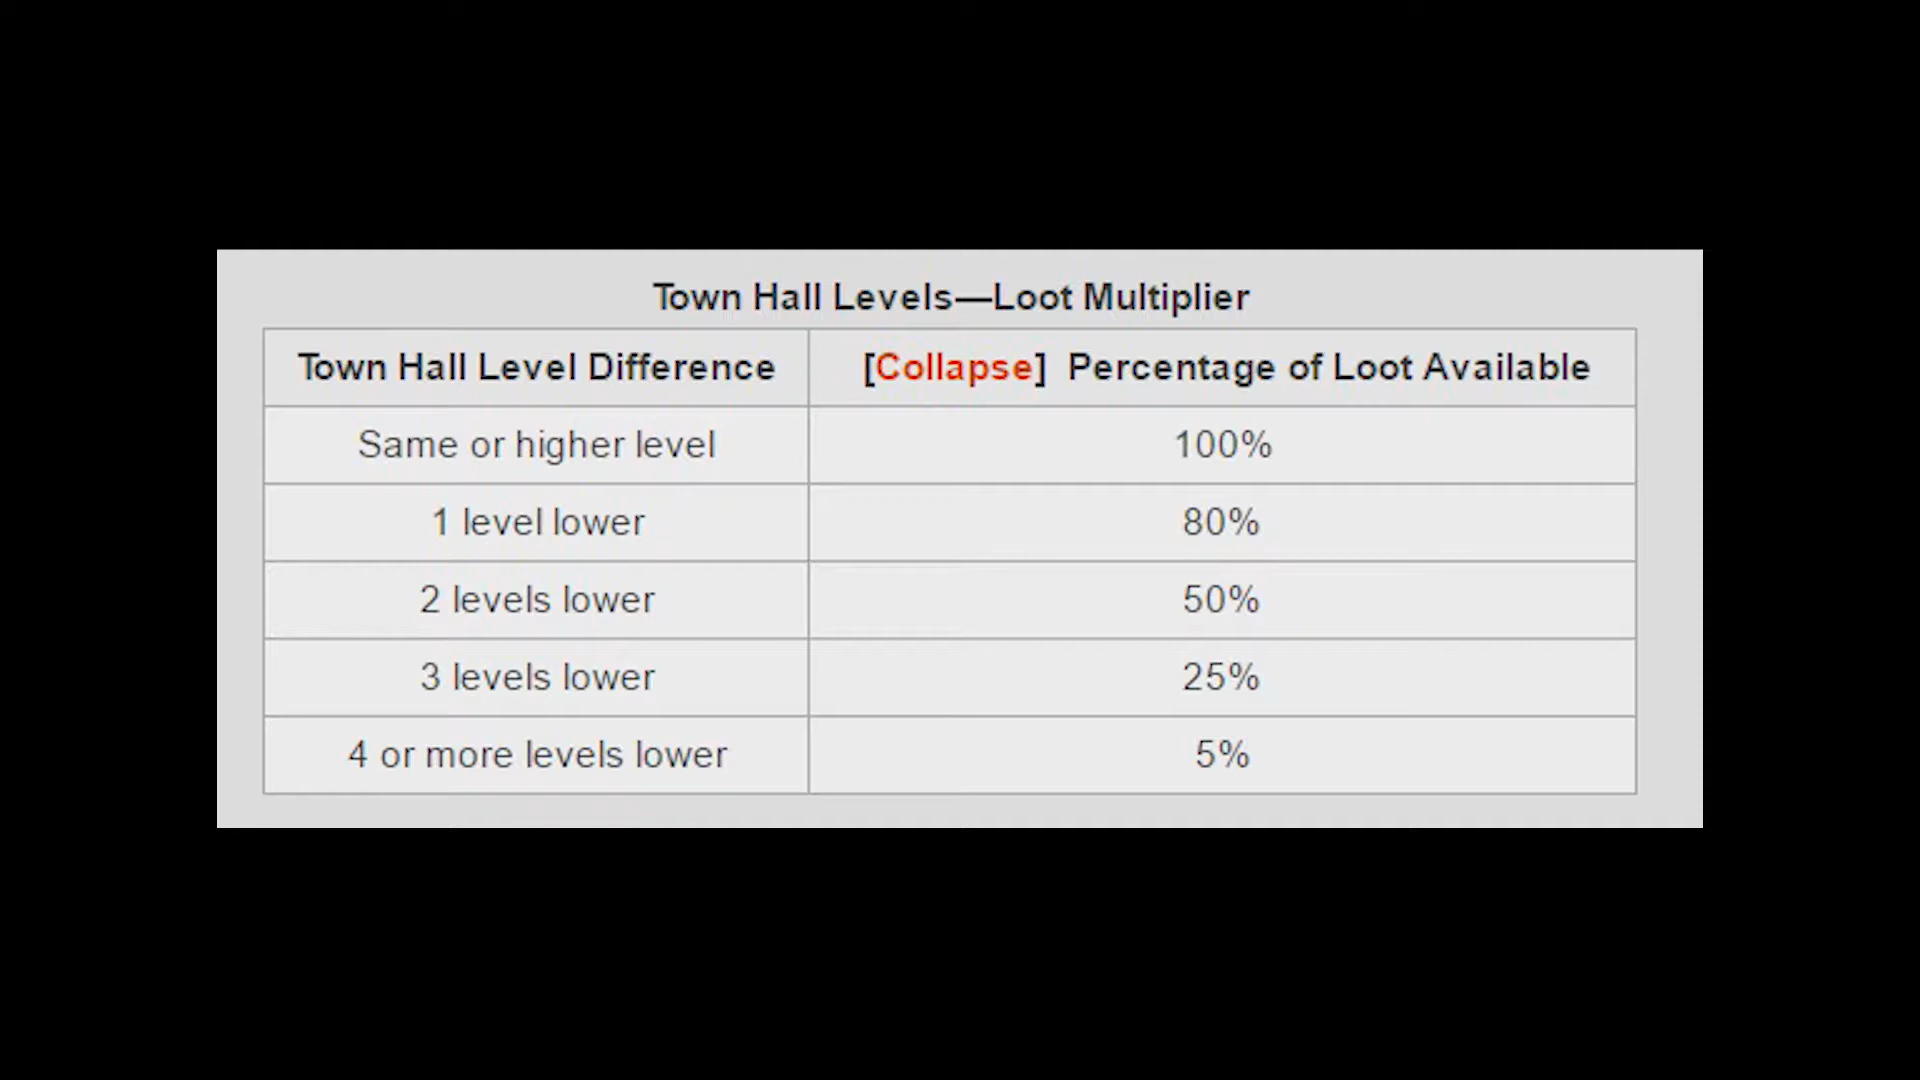 Town Hall Levels—Loot Multiplier
Town Hall Level Difference [Collapse] Percentage of Loot Available
Same or higher level 100%
1 level lower 80%
2 levels lower 50%
3 levels lower 25%
4 or more levels lower 5%